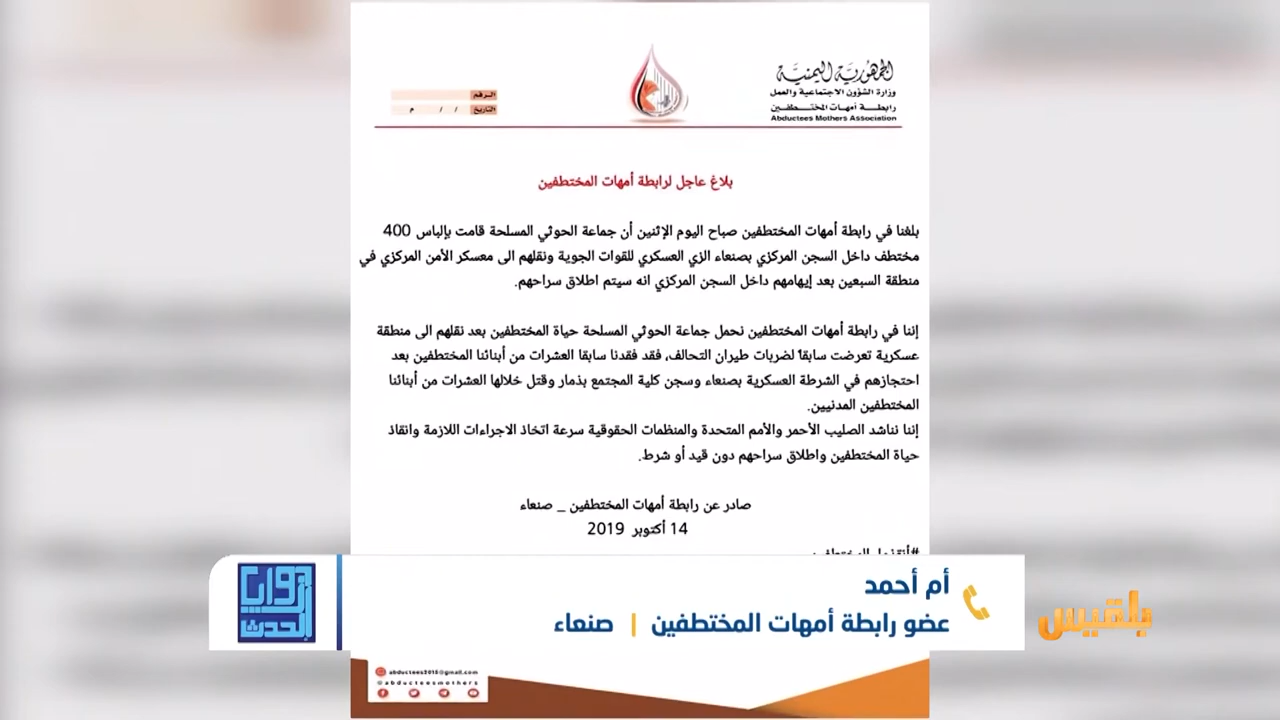 الجمهورية اليمنية
وزارة الشؤون الاجتماعية والعمل
رابطة أمهات المختطفين
Abductees Mothers Association
الرقم
التاريخ / / م
بلاغ عاجل لرابطة أمهات المختطفين
بلغنا في رابطة أمهات المختطفين صباح اليوم الإثنين أن جماعة الحوثي المسلحة قامت بإلباس 400
مختطف داخل السجن المركزي بصنعاء الزي العسكري للقوات الجوية ونقلهم الى معسكر الأمن المركزي في
منطقة السبعين بعد إيهامهم داخل السجن المركزي انه سيتم اطلاق سراحهم.
إننا في رابطة أمهات المختطفين نحمل جماعة الحوثي المسلحة حياة المختطفين بعد نقلهم الى منطقة
عسكرية تعرضت سابقاً لضربات طيران التحالف، فقد فقدنا سابقا العشرات من أبنائنا المختطفين بعد
احتجازهم في الشرطة العسكرية بصنعاء وسجن كلية المجتمع بذمار وقتل خلالها العشرات من أبنائنا
المختطفين المدنيين.
إننا نناشد الصليب الأحمر والأمم المتحدة والمنظمات الحقوقية سرعة اتخاذ الاجراءات اللازمة وانقاذ
حياة المختطفين واطلاق سراحهم دون قيد أو شرط.
صادر عن رابطة أمهات المختطفين _ صنعاء
14 أكتوبر 2019
أم أحمد
عضو رابطة أمهات المختطفين | صنعاء
زوايا الحدث
بلقيس
abductees2015@gmail.com
@abducteesmothers